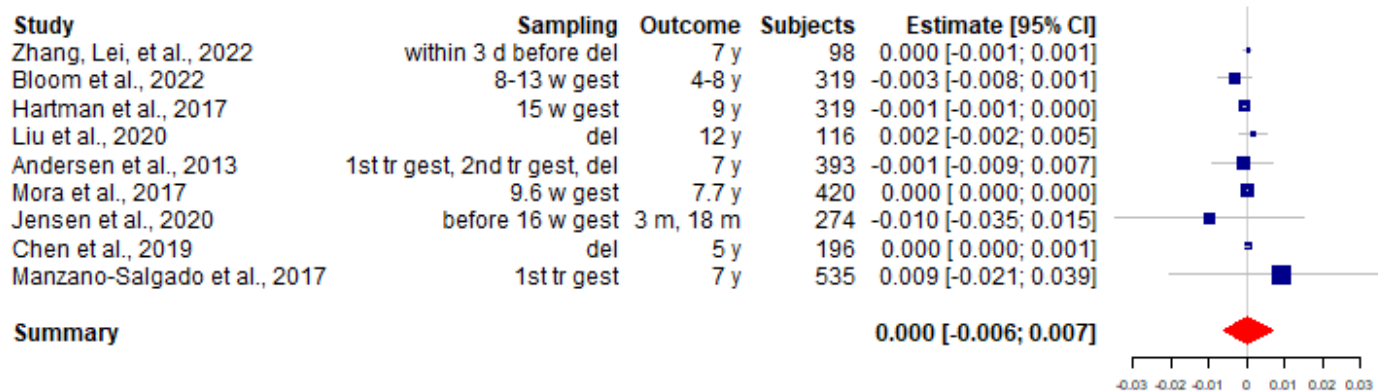 Study Sampling Outcome Subjects Estimate [95% CI]
Zhang, Lei, et al., 2022 within 3 d before del 7 y 98 0.000 [-0.001; 0.001]
Bloom et al., 2022 8-13 w gest 4-8 y 319 -0.003 [-0.008; 0.001]
Hartman et al., 2017 15 w gest 9 y 319 -0.001 [-0.001; 0.000]
Liu et al., 2020 del 12 y 116 0.002 [-0.002; 0.005]
Andersen et al., 2013 1st tr gest, 2nd tr gest, del 7 y 393 -0.001 [-0.009; 0.007]
Mora et al., 2017 9.6 w gest 7.7 y 420 0.000 [ 0.000; 0.000]
Jensen et al., 2020 before 16 w gest 3 m, 18 m 274 -0.010 [-0.035; 0.015]
Chen et al., 2019 del 5 y 196 0.000 [ 0.000; 0.001]
Manzano-Salgado et al., 2017 1st tr gest 7 y 535 0.009 [-0.021; 0.039]
Summary 0.000 [-0.006; 0.007]
-0.03 -0.02 -0.01 0 0.01 0.02 0.03